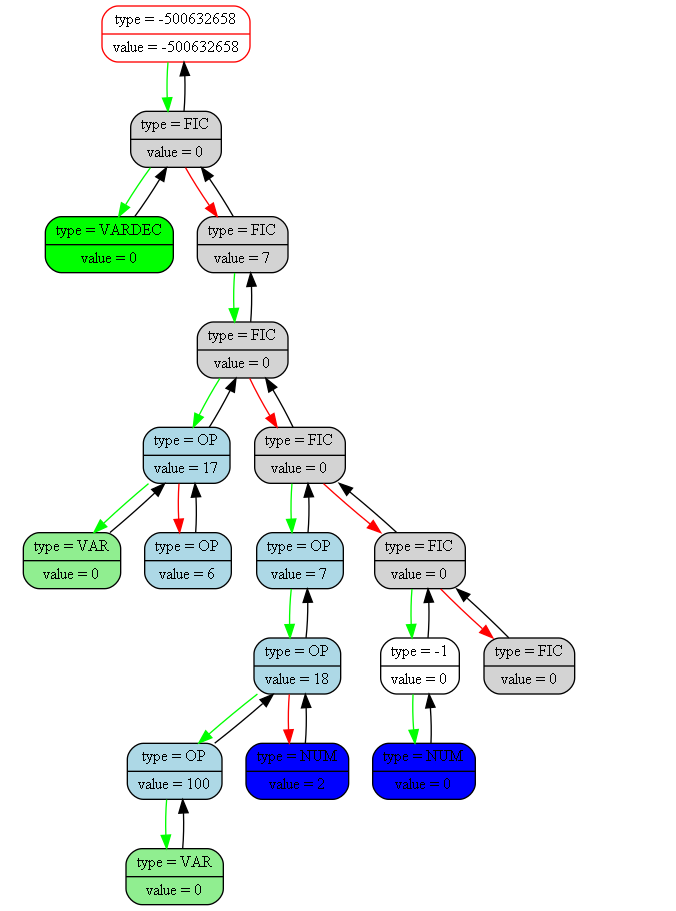 type = -500632658
value = -500632658
type = FIC
value = 0
type = VARDEC
value = 0
type = FIC
value = 7
type = FIC
value = 0
type = OP
value = 17
type = FIC
value = 0
type = VAR
value = 0
type = OP
value = 6
type = OP
value = 7
type = FIC
value = 0
type = OP
value = 18
type = -1
value = 0
type = FIC
value = 0
type = OP
value = 100
type = NUM
value = 2
type = NUM
value = 0
type = VAR
value = 0